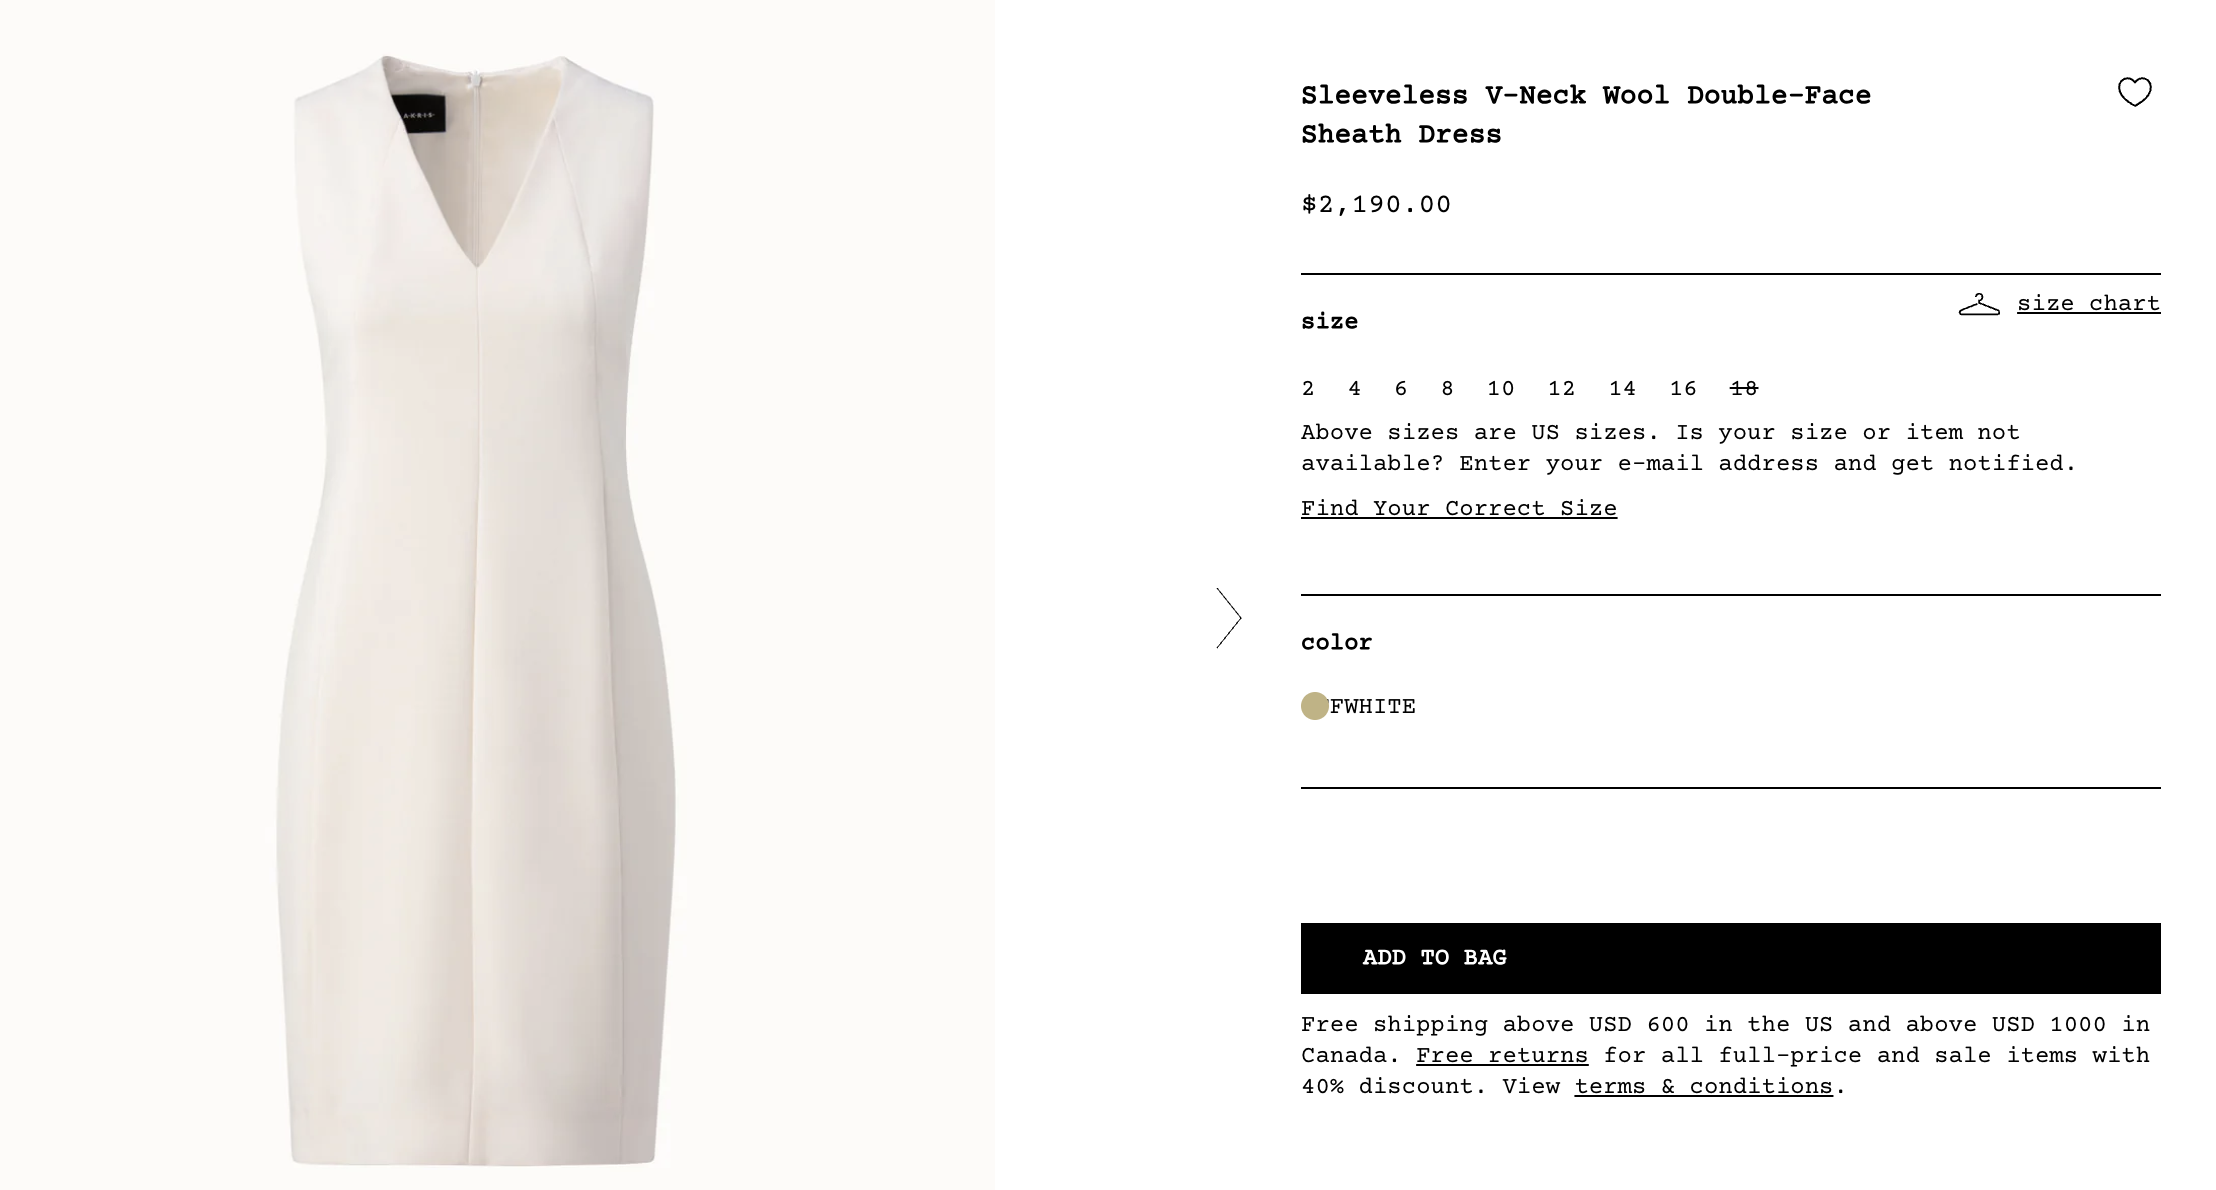 AKRIS
Sleeveless V-Neck Wool Double-Face
Sheath Dress
$2,190.00
size chart
size
2 4 6 8 10 12 14 16 18
Above sizes are US sizes. Is your size or item not
available? Enter your e-mail address and get notified.
Find Your Correct Size
color
FWHITE
ADD TO BAG
Free shipping above USD 600 in the US and above USD 1000 in
Canada. Free returns for all full-price and sale items with
40% discount. View terms & conditions.